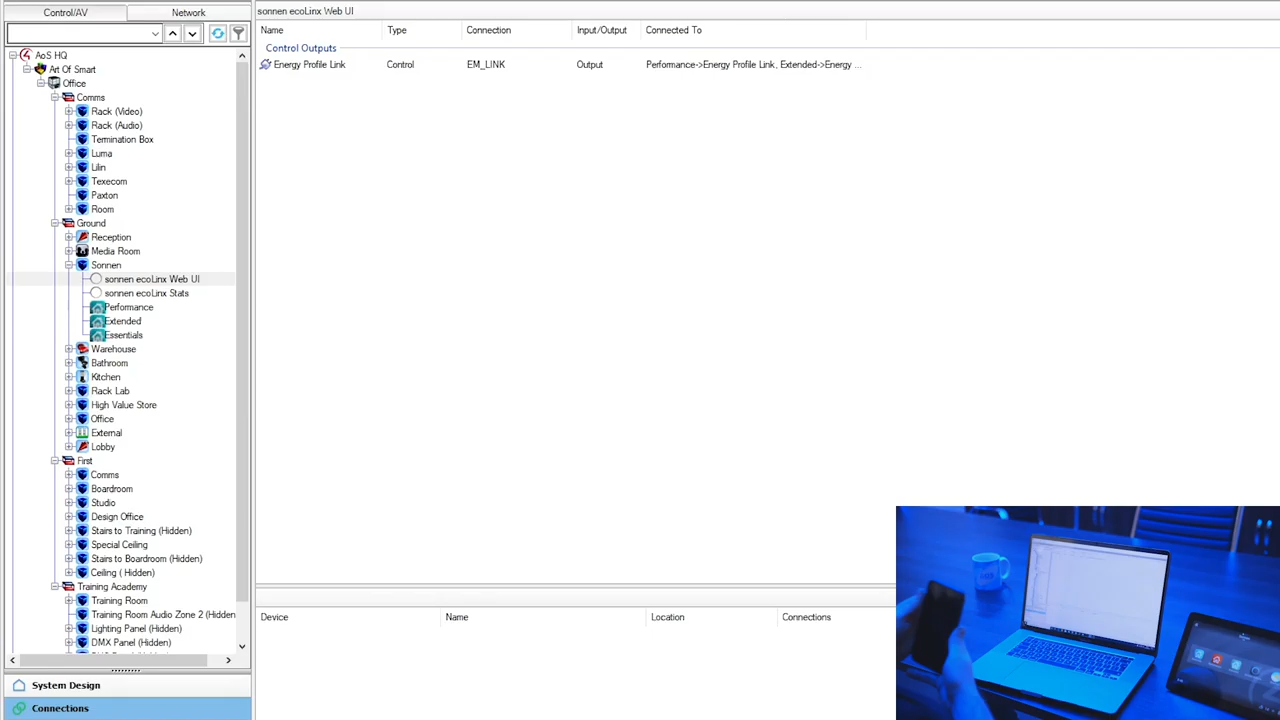 Control/AV
Network
AoS HQ
Art Of Smart
Office
Comms
Rack (Video)
Rack (Audio)
Termination Box
Luma
Lilin
Texecom
Paxton
Room
Ground
Reception
Media Room
Sonnen
sonnen ecoLinx Web UI
sonnen ecoLinx Stats
Performance
Extended
Essentials
Warehouse
Bathroom
Kitchen
Rack Lab
High Value Store
Office
External
Lobby
First
Comms
Boardroom
Studio
Design Office
Stairs to Training (Hidden)
Special Ceiling
Stairs to Boardroom (Hidden)
Ceiling ( Hidden)
Training Academy
Training Room
Training Room Audio Zone 2 (Hidden
Lighting Panel (Hidden)
DMX Panel (Hidden)
System Design
Connections
sonnen ecoLinx Web UI
Name Type Connection Input/Output Connected To
Control Outputs
Energy Profile Link Control EM_LINK Output Performance->Energy Profile Link, Extended->Energy ...
Device Name Location Connections